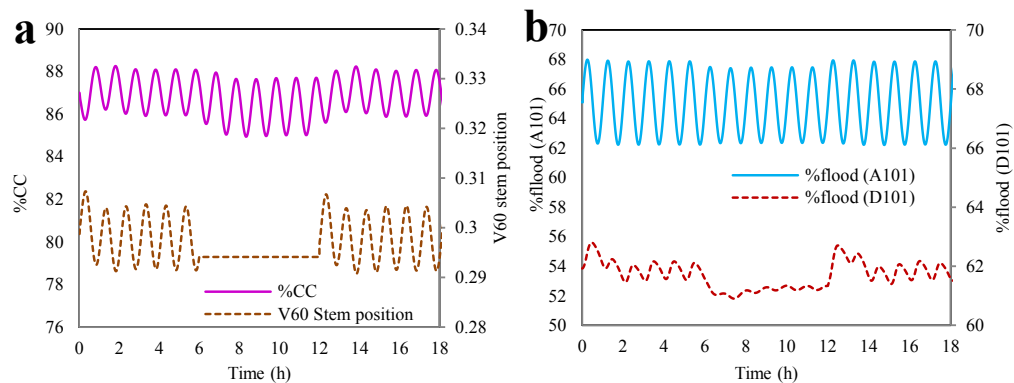 a
90
88
86
84
82
80
78
76
%CC
0.34
0.33
0.32
0.31
0.3
0.29
0.28
V60 stem position
%CC
V60 Stem position
0 2 4 6 8 10 12 14 16 18
Time (h)
b
70
68
66
64
62
60
58
56
54
52
50
%fllood (A101)
70
68
66
64
62
60
%flood (D101)
%flood (A101)
%flood (D101)
0 2 4 6 8 10 12 14 16 18
Time (h)